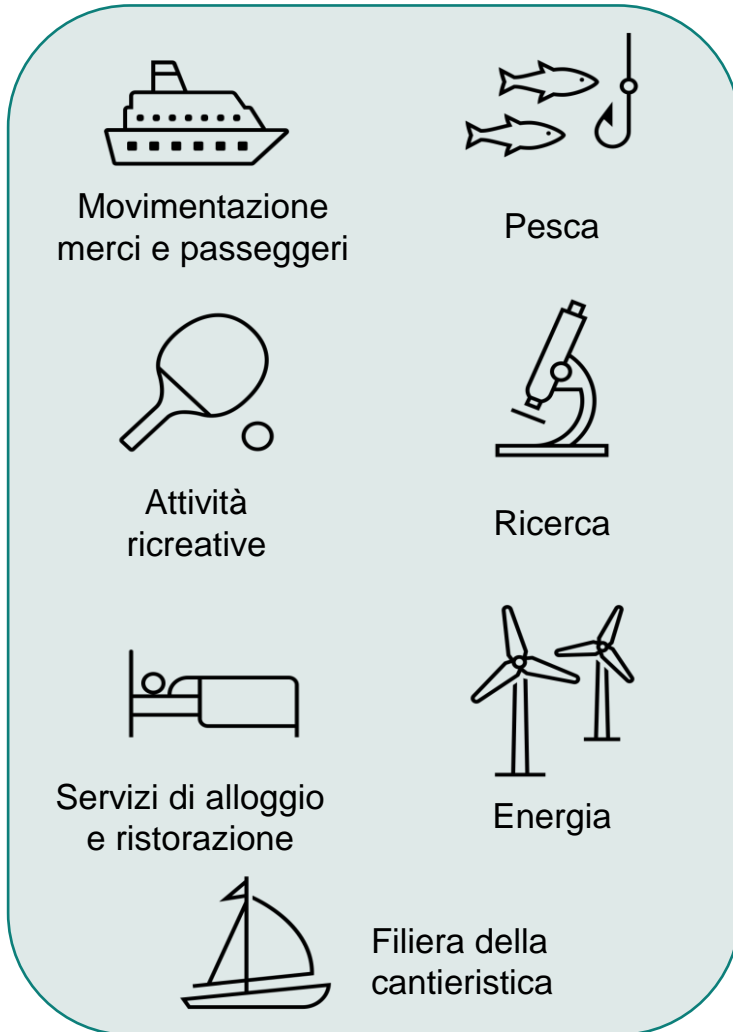 Movimentazione
merci e passeggeri
Pesca
Attività
ricreative
Ricerca
Servizi di alloggio
e ristorazione
Energia
Filiera della
cantieristica